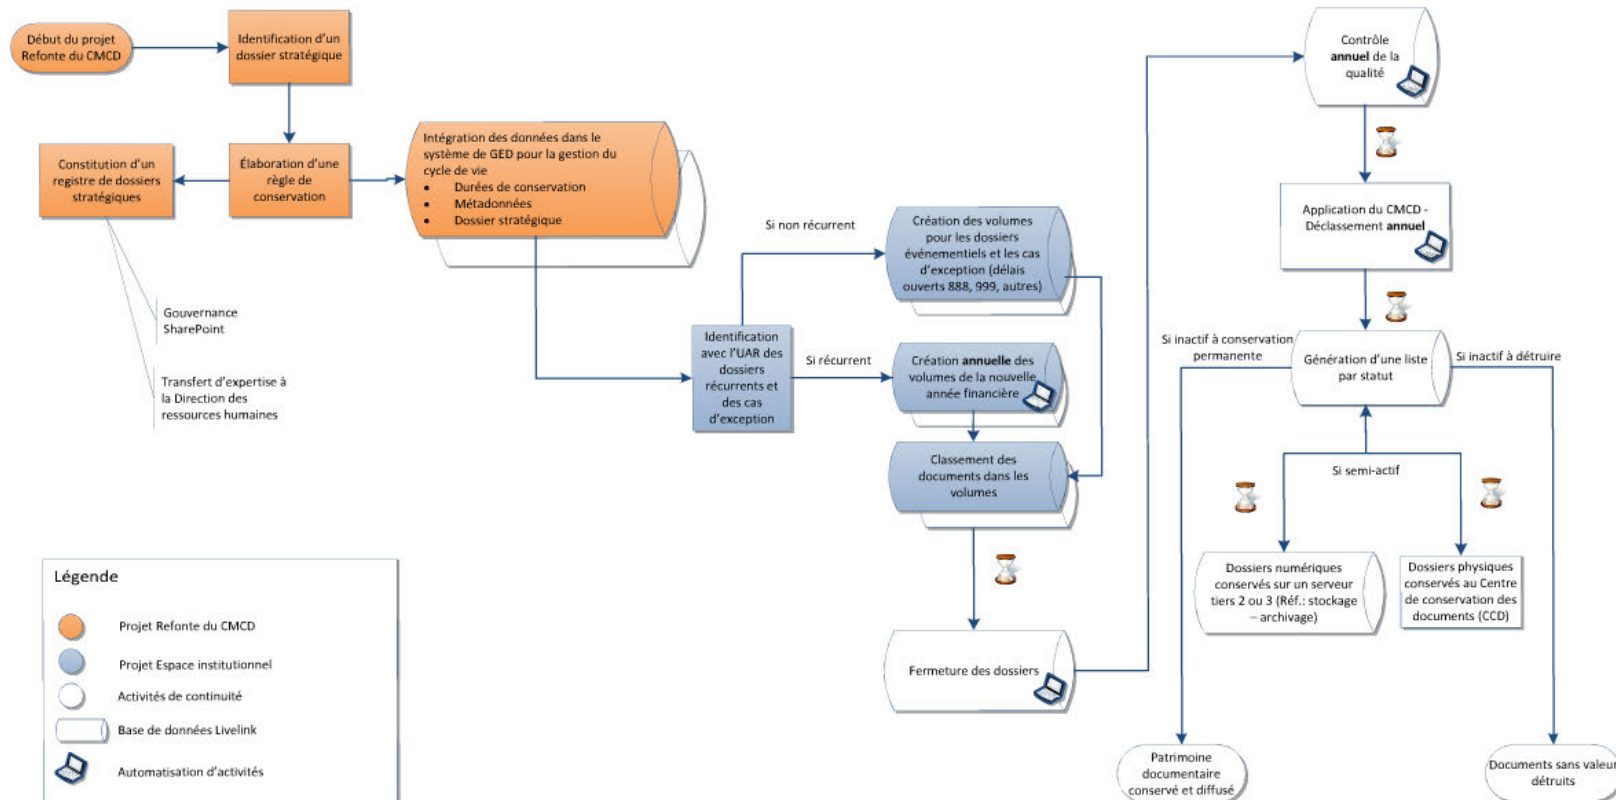 Début du projet
Refonte du CMCD
Identification d'un
dossier stratégique
Constitution d'un
registre de dossiers
stratégiques
Élaboration d'une
règle de
conservation
Intégration des données dans le
système de GED pour la gestion du
cycle de vie
• Durées de conservation
• Métadonnées
• Dossier stratégique
Gouvernance
SharePoint
Transfert d'expertise à
la Direction des
ressources humaines
Si non récurrent
Création des volumes
pour les dossiers
événementiels et les cas
d'exception (délais
ouverts 888, 999, autres)
Identification
avec l'UAR des
dossiers
récurrents et
des cas
d'exception
Si récurrent
Création annuelle des
volumes de la nouvelle
année financière
Classement des
documents dans les
volumes
Fermeture des dossiers
Contrôle
annuel de la
qualité
Application du CMCD -
Déclassement annuel
Si inactif à conservation
permanente
Génération d'une liste
par statut
Si inactif à détruire
Si semi-actif
Dossiers numériques
conservés sur un serveur
tiers 2 ou 3 (Réf.: stockage
– archivage)
Dossiers physiques
conservés au Centre
de conservation des
documents (CCD)
Patrimoine
documentaire
conservé et diffusé
Documents sans valeur
détruits
Légende
Projet Refonte du CMCD
Projet Espace institutionnel
Activités de continuité
Base de données Livelink
Automatisation d'activités